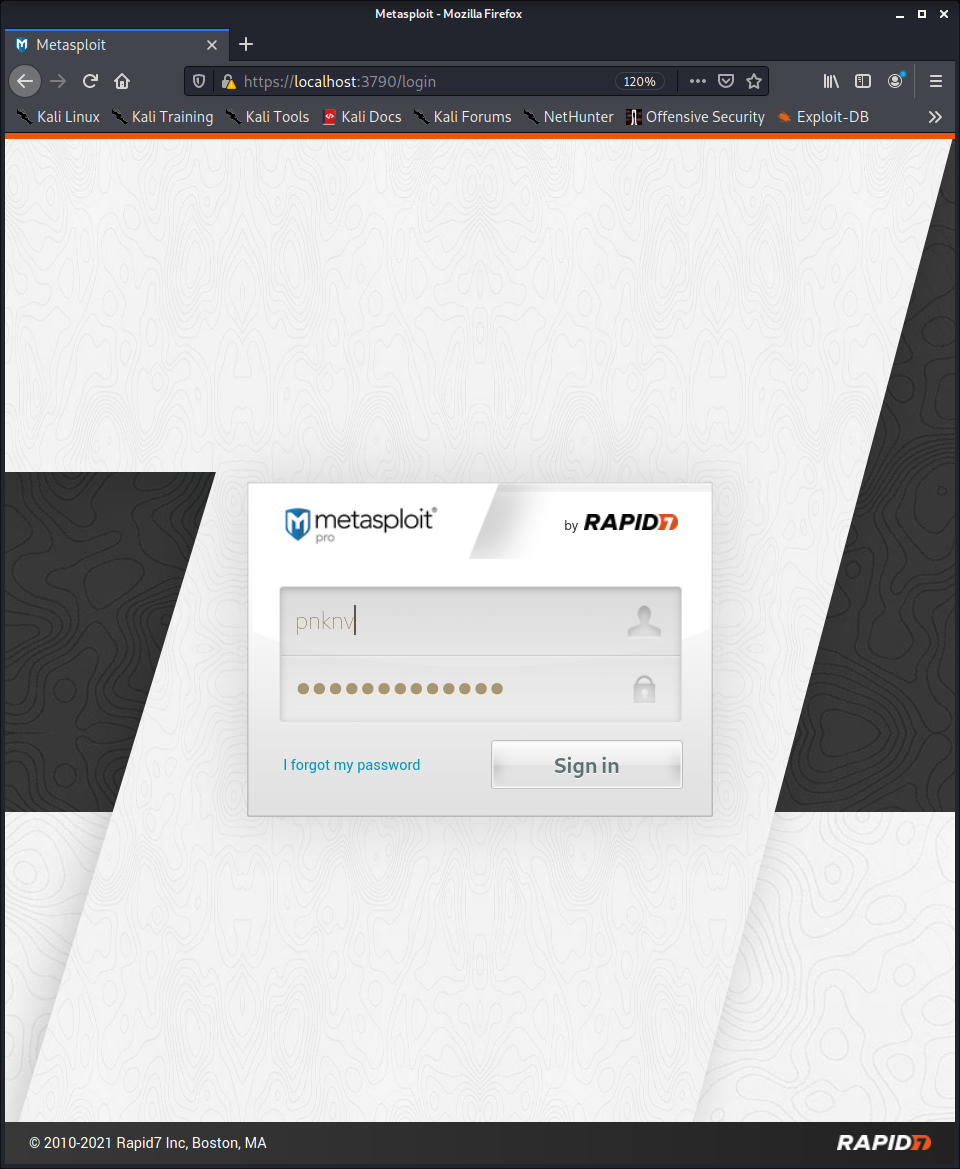 Metasploit - Mozilla Firefox
Metasploit
https://localhost:3790/login 120%
Kali Linux Kali Training Kali Tools Kali Docs Kali Forums NetHunter Offensive Security Exploit-DB
metasploit®
pro
by RAPID7
pnknv
I forgot my password Sign in
© 2010-2021 Rapid7 Inc, Boston, MA RAPID7